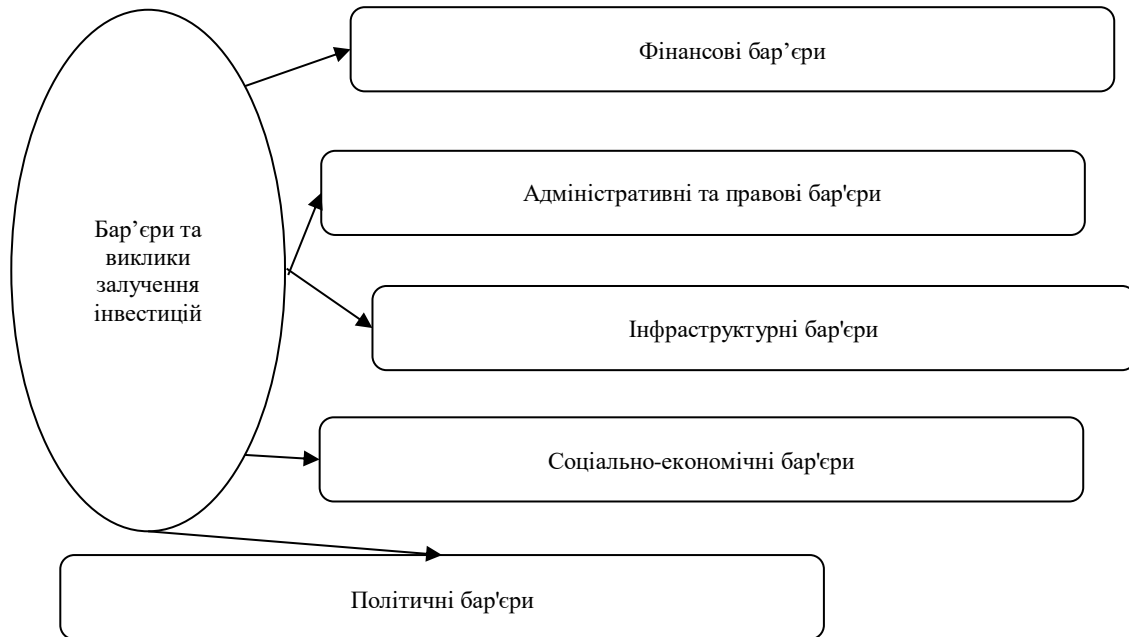 Фінансові бар’єри
Адміністративні та правові бар'єри
Бар’єри та
виклики
залучення
інвестицій
Інфраструктурні бар'єри
Соціально-економічні бар'єри
Політичні бар'єри